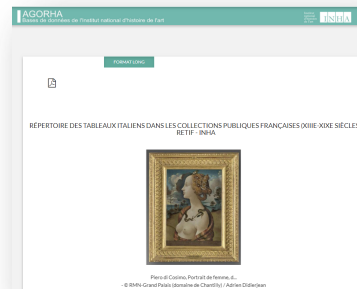 AGORHA
Bases de données de l'Institut national d'histoire de l'art
INHA
FORMAT LONG
RÉPERTOIRE DES TABLEAUX ITALIENS DANS LES COLLECTIONS PUBLIQUES FRANÇAISES (XIIIE-XIXE SIÈCLES
RETIF - INHA
Piero di Cosimo, Portrait de femme, d...
- © RMN-Grand Palais (domaine de Chantilly) / Adrien Didierjean